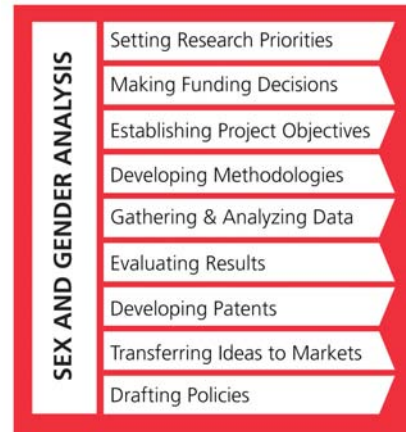 SEX AND GENDER ANALYSIS
Setting Research Priorities
Making Funding Decisions
Establishing Project Objectives
Developing Methodologies
Gathering & Analyzing Data
Evaluating Results
Developing Patents
Transferring Ideas to Markets
Drafting Policies